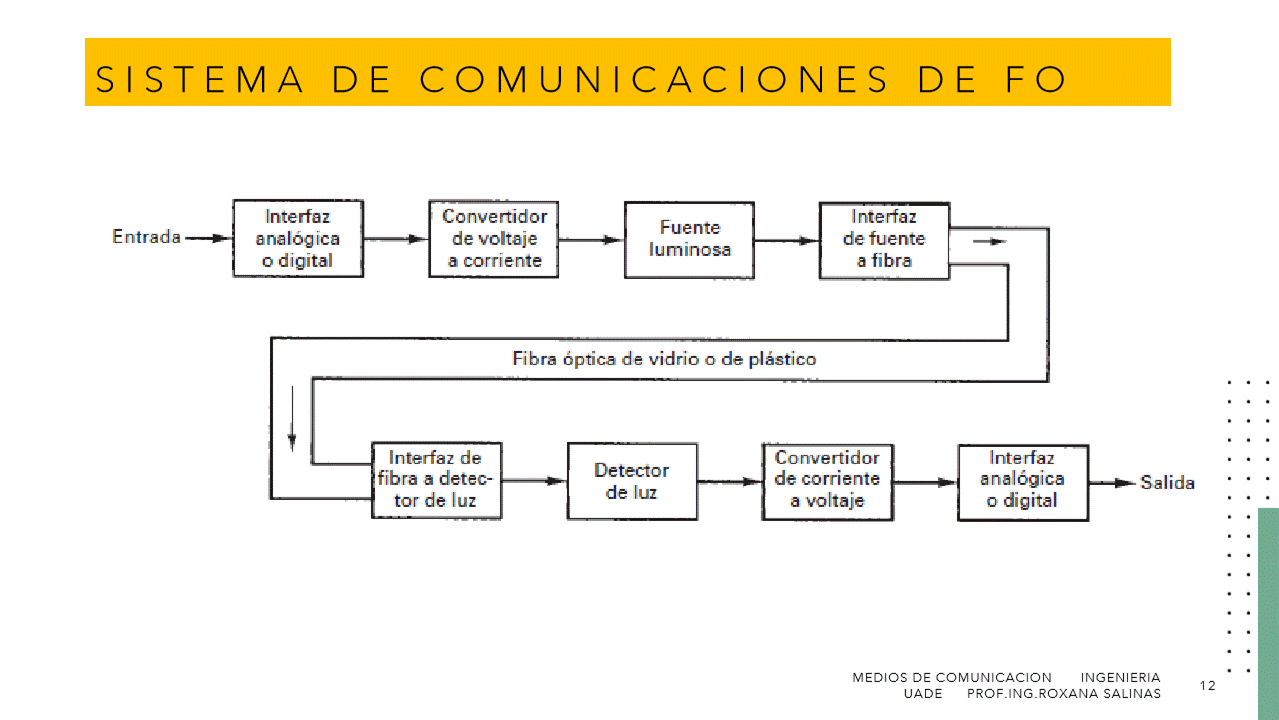 SISTEMA DE COMUNICACIONES DE FO
Entrada
Interfaz
analógica
o digital
Convertidor
de voltaje
a corriente
Fuente
luminosa
Interfaz
de fuente
a fibra
Fibra óptica de vidrio o de plástico
Interfaz de
fibra a detec-
tor de luz
Detector
de luz
Convertidor
de corriente
a voltaje
Interfaz
analógica
o digital
Salida
MEDIOS DE COMUNICACION INGENIERIA
UADE PROF.ING.ROXANA SALINAS
12